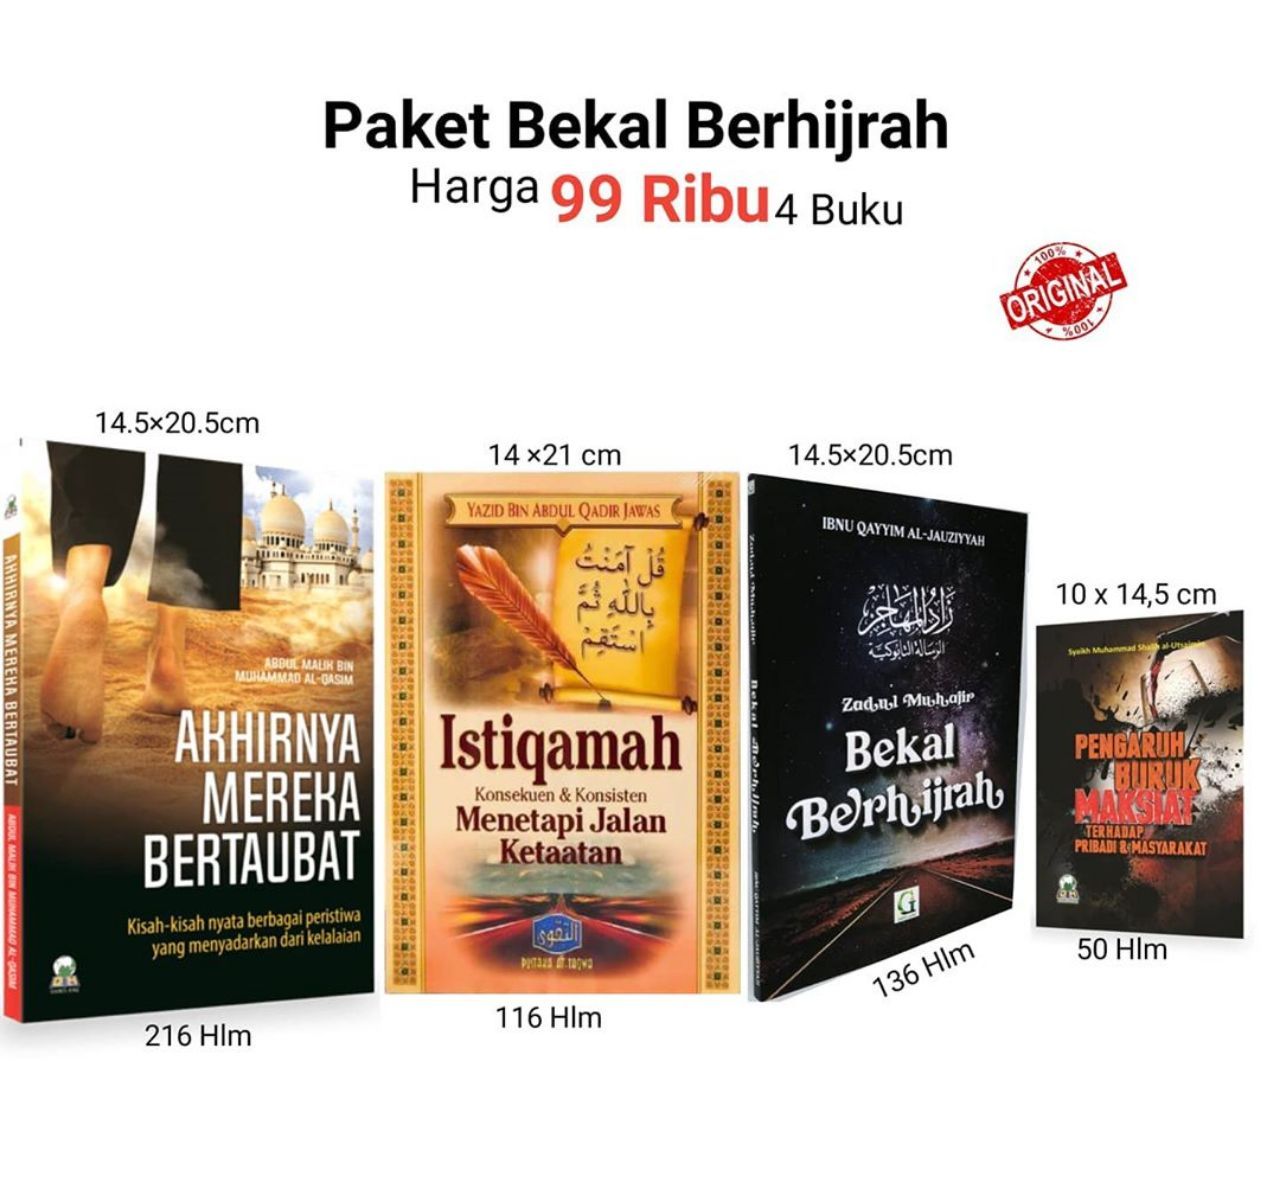 Paket Bekal Berhijrah
Harga 99 Ribu 4 Buku
100%
ORIGINAL
100%
14.5×20.5cm
AKHIRNYA MEREKA BERTAUBAT
ABDUL MALIK BIN MUHAMMAD AL-QASIM
ABDUL MALIK BIN
MUHAMMAD AL-QASIM
AKHIRNYA
MEREKA
BERTAUBAT
Kisah-kisah nyata berbagai peristiwa
yang menyadarkan dari kelalaian
216 Hlm
14 ×21 cm
YAZID BIN ABDUL QADIR JAWAS
قُلْ آمَنْتُ
بِاللهِ ثُمَّ
اسْتَقِمْ
Istiqamah
Konsekuen & Konsisten
Menetapi Jalan
Ketaatan
التقوى
PUSTAKA AT-TAQWA
116 Hlm
14.5×20.5cm
Zadul Muhajir
Bekal Berhijrah
IBNU QAYYIM AL-JAUZIYYAH
زاد المهاجر
الرسالة التبوكية
Zadul Muhajir
Bekal
Berhijrah
G
136 Hlm
10 x 14,5 cm
Syaikh Muhammad Shalih al-Utsaimin
PENGARUH
BURUK
MAKSIAT
TERHADAP
PRIBADI & MASYARAKAT
50 Hlm